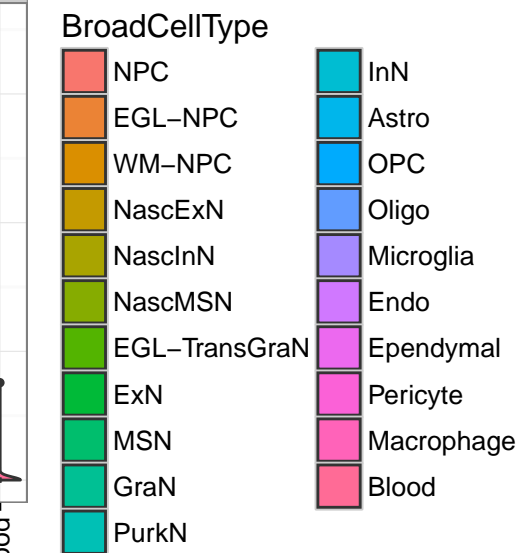 BroadCellType
NPC
EGL−NPC
WM−NPC
NascExN
NascInN
NascMSN
EGL−TransGraN
ExN
MSN
GraN
PurkN
InN
Astro
OPC
Oligo
Microglia
Endo
Ependymal
Pericyte
Macrophage
Blood